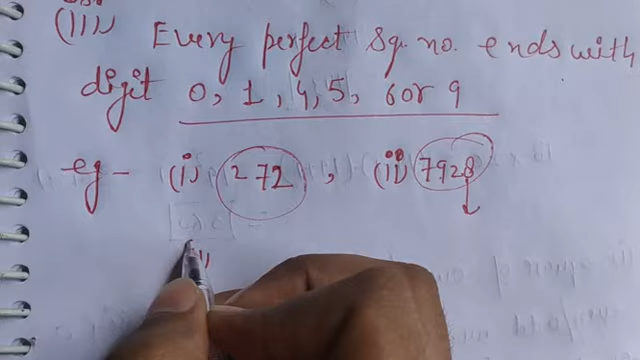 (iii) Every perfect sq. no. ends with
digit 0, 1, 4, 5, 6 or 9
eg - (i) 272, (ii) 7928